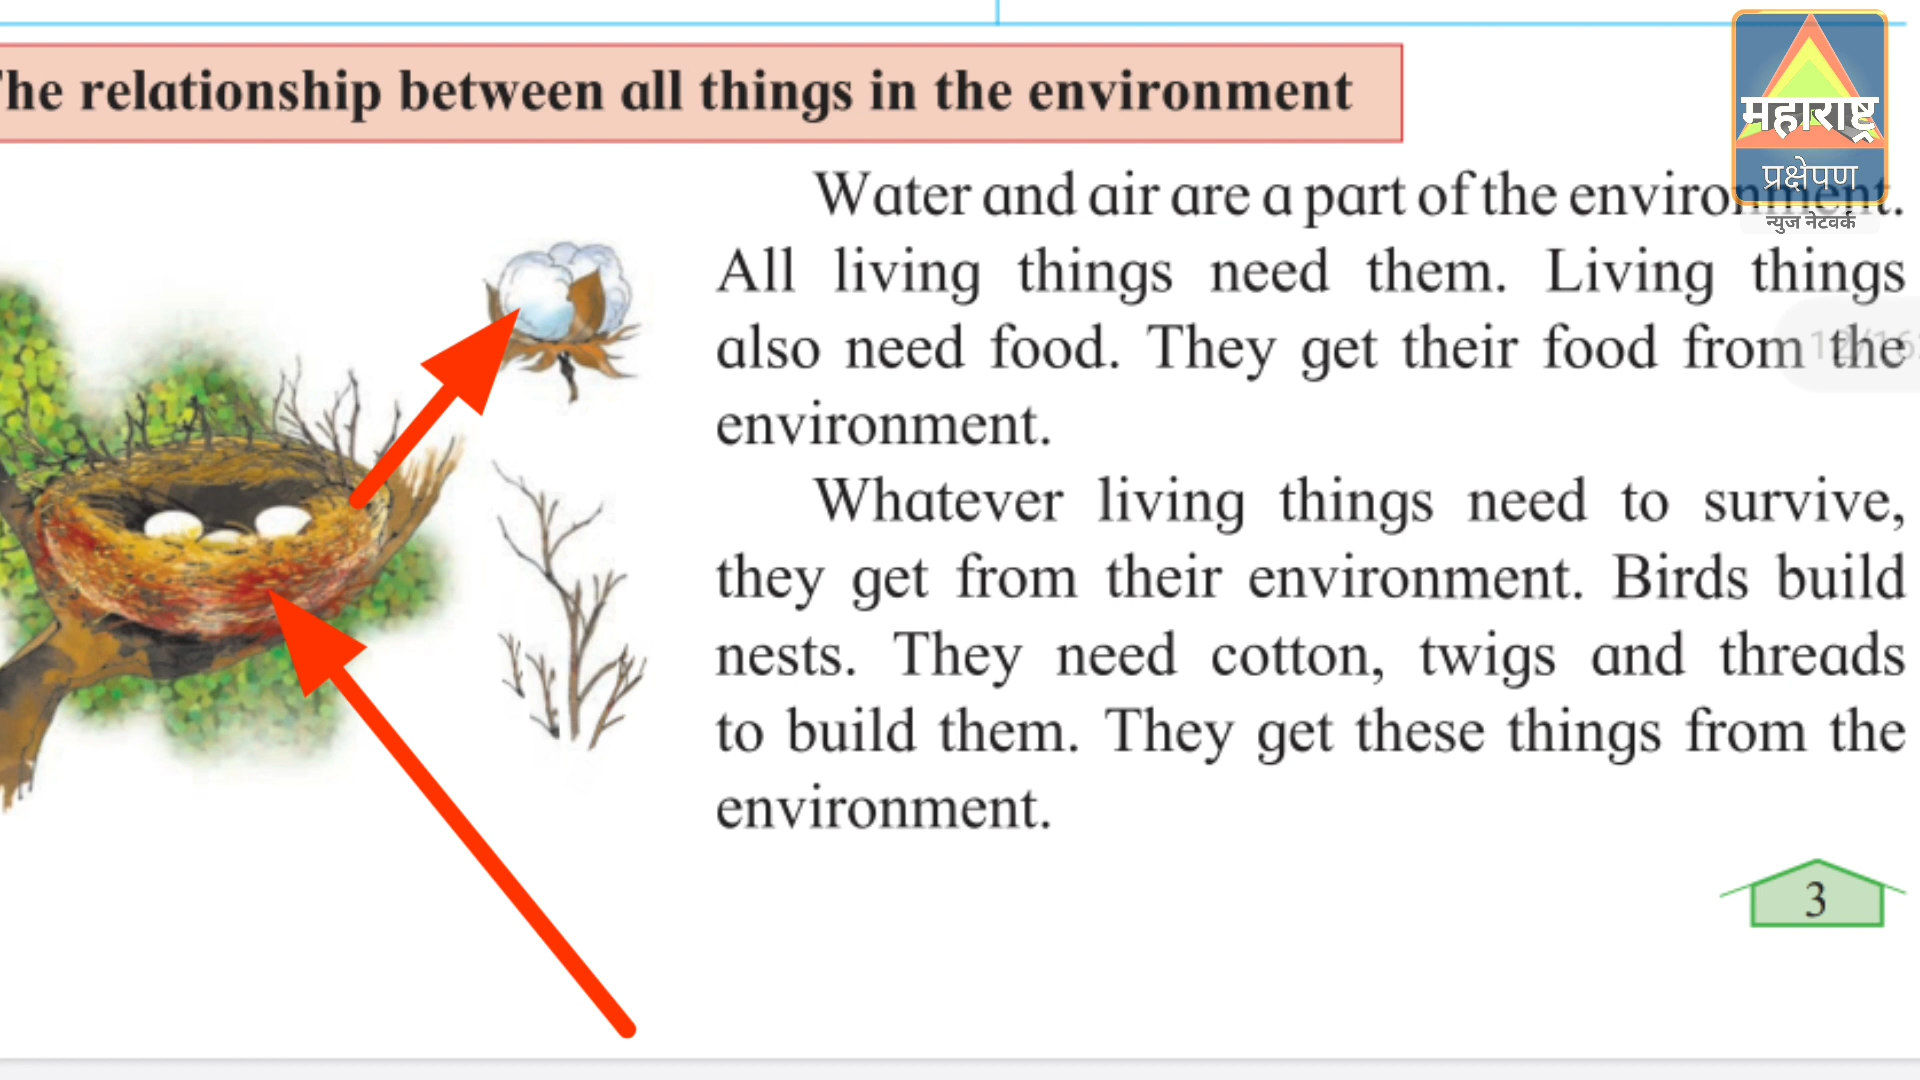 he relationship between all things in the environment
महाराष्ट्र
प्रक्षेपण
न्युज नेटवर्क
Water and air are a part of the environment.
All living things need them. Living things
also need food. They get their food from the
environment.
Whatever living things need to survive,
they get from their environment. Birds build
nests. They need cotton, twigs and threads
to build them. They get these things from the
environment.
3